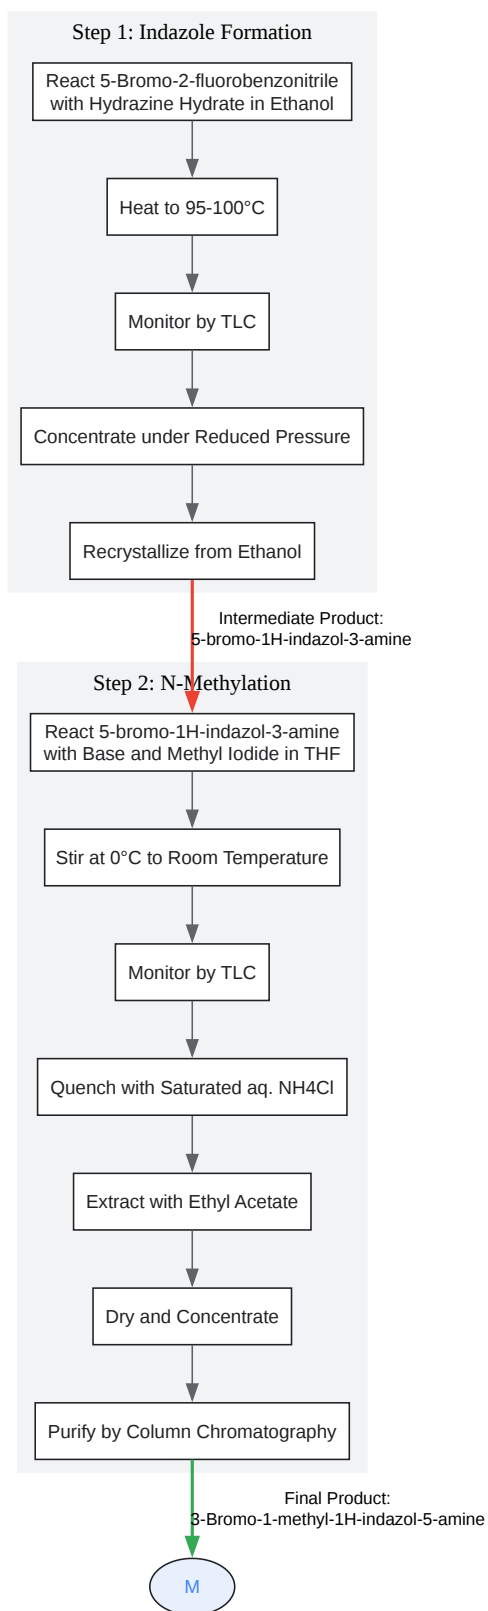 Step 1: Indazole Formation
React 5-Bromo-2-fluorobenzonitrile
with Hydrazine Hydrate in Ethanol
Heat to 95-100°C
Monitor by TLC
Concentrate under Reduced Pressure
Recrystallize from Ethanol
Intermediate Product:
5-bromo-1H-indazol-3-amine
Step 2: N-Methylation
React 5-bromo-1H-indazol-3-amine
with Base and Methyl Iodide in THF
Stir at 0°C to Room Temperature
Monitor by TLC
Quench with Saturated aq. NH4Cl
Extract with Ethyl Acetate
Dry and Concentrate
Purify by Column Chromatography
Final Product:
3-Bromo-1-methyl-1H-indazol-5-amine
M